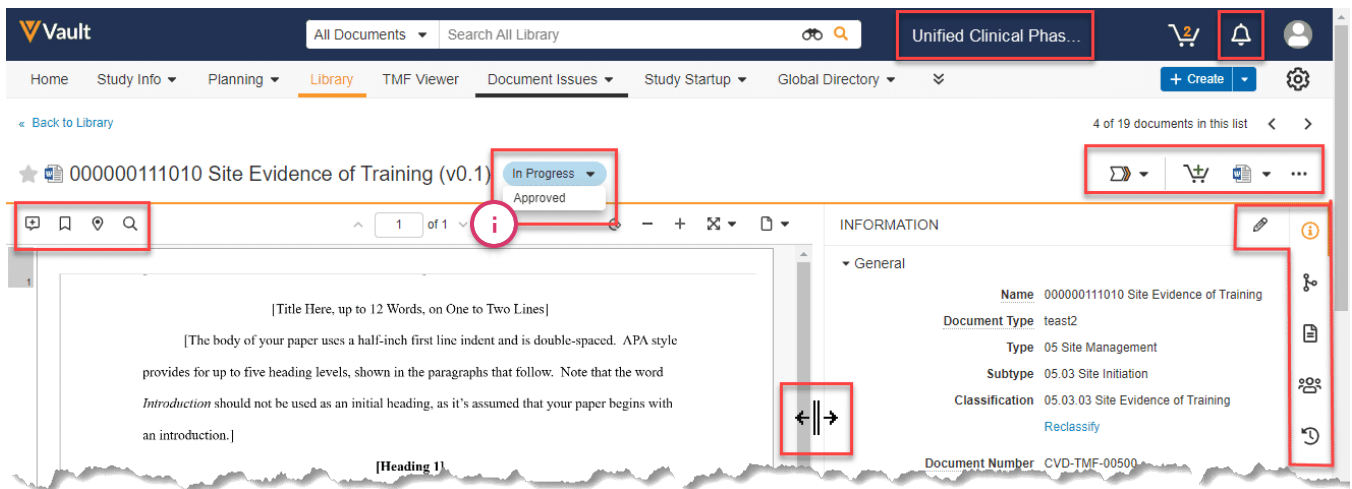 Vault
All Documents Search All Library Unified Clinical Phas... 2
Home Study Info Planning Library TMF Viewer Document Issues Study Startup Global Directory + Create
« Back to Library 4 of 19 documents in this list
000000111010 Site Evidence of Training (v0.1) In Progress
Approved
1 of 1 INFORMATION
General
1
[Title Here, up to 12 Words, on One to Two Lines]
[The body of your paper uses a half-inch first line indent and is double-spaced. APA style
provides for up to five heading levels, shown in the paragraphs that follow. Note that the word
Introduction should not be used as an initial heading, as it's assumed that your paper begins with
an introduction.]
[Heading 1]
Name 000000111010 Site Evidence of Training
Document Type teast2
Type 05 Site Management
Subtype 05.03 Site Initiation
Classification 05.03.03 Site Evidence of Training
Reclassify
Document Number CVD-TMF-00500